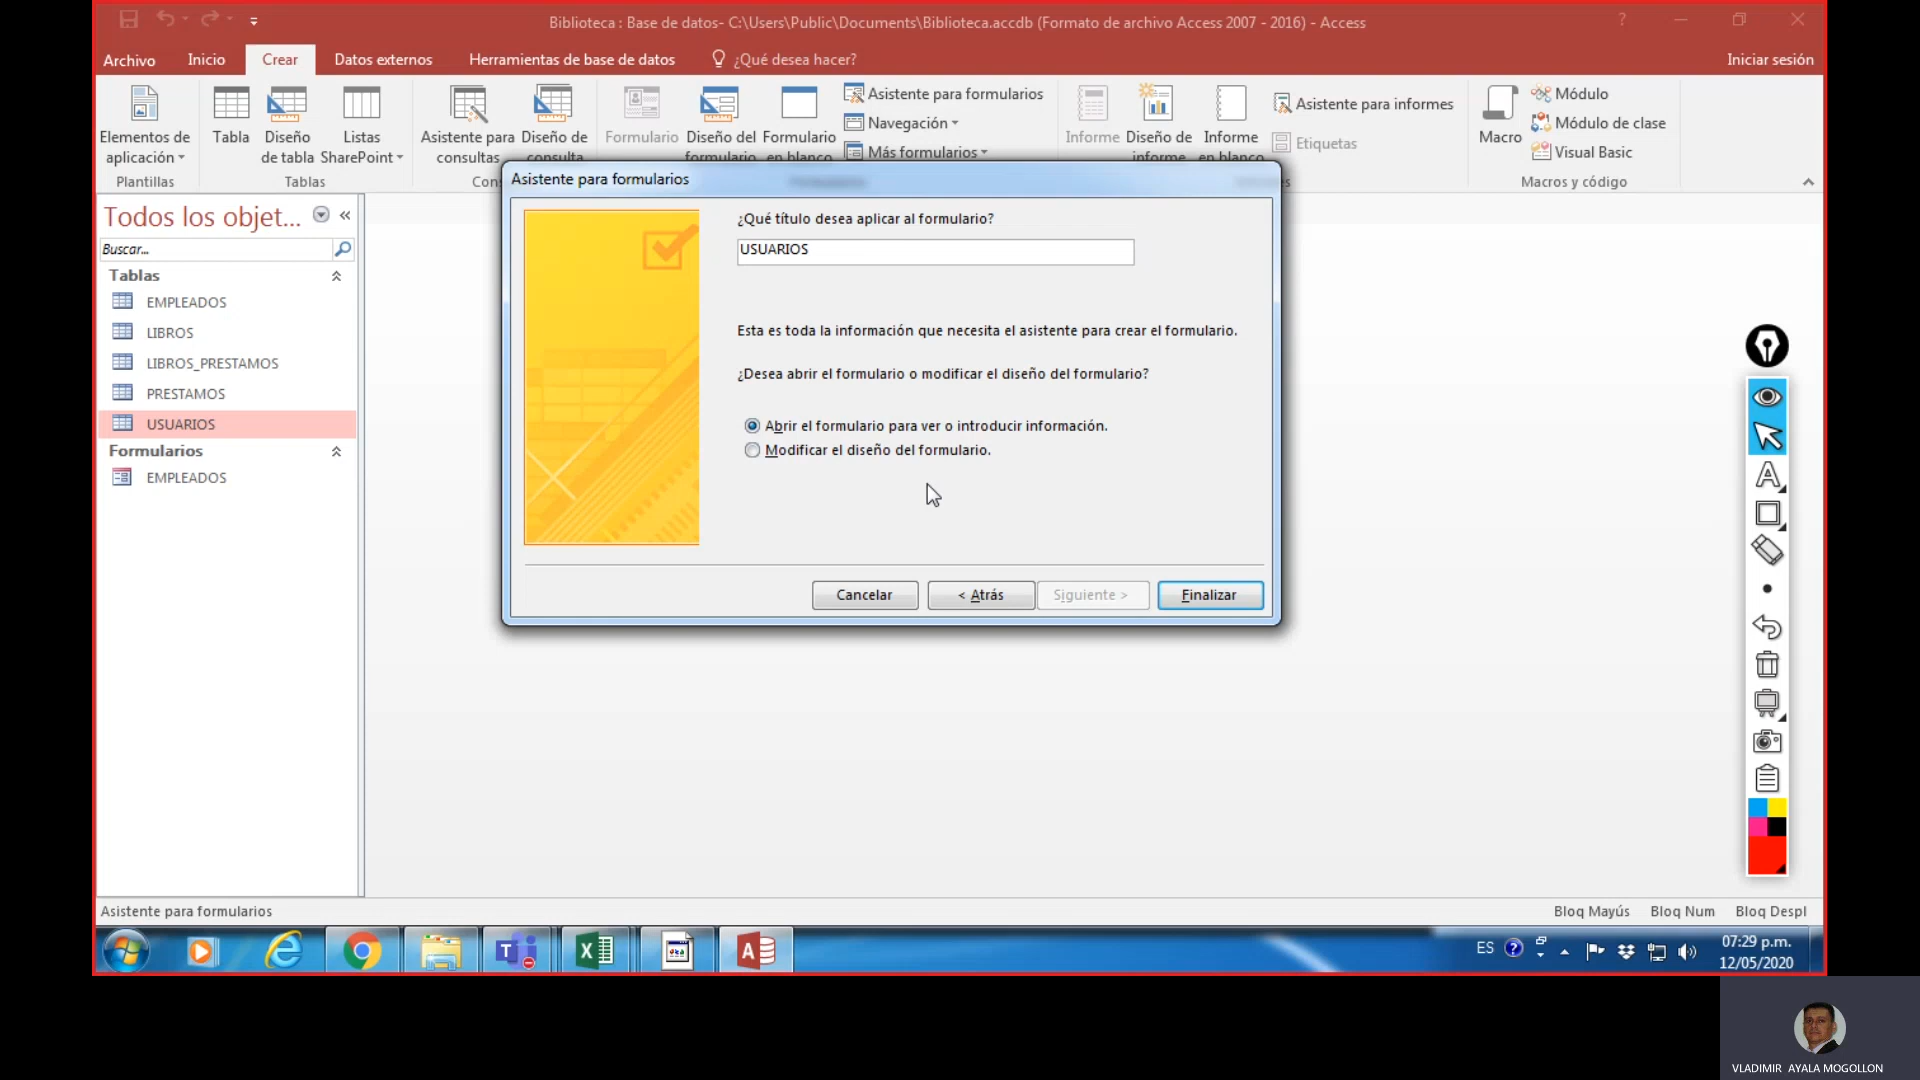 Biblioteca : Base de datos- C:\Users\Public\Documents\Biblioteca.accdb (Formato de archivo Access 2007 - 2016) - Access
?
Archivo
Inicio
Crear
Datos externos
Herramientas de base de datos
¿Qué desea hacer?
Iniciar sesión
Elementos de
aplicación
Tabla
Diseño
de tabla
Listas
SharePoint
Asistente para
consultas
Diseño de
consulta
Formulario
Diseño del
formulario
Formulario
en blanco
Asistente para formularios
Navegación
Más formularios
Informe
Diseño de
informe
Informe
en blanco
Asistente para informes
Etiquetas
Macro
Módulo
Módulo de clase
Visual Basic
Plantillas
Tablas
Macros y código
Todos los objet... «
Buscar...
Tablas
EMPLEADOS
LIBROS
LIBROS_PRESTAMOS
PRESTAMOS
USUARIOS
Formularios
EMPLEADOS
Asistente para formularios
¿Qué título desea aplicar al formulario?
USUARIOS
Esta es toda la información que necesita el asistente para crear el formulario.
¿Desea abrir el formulario o modificar el diseño del formulario?
Abrir el formulario para ver o introducir información.
Modificar el diseño del formulario.
Cancelar
< Atrás
Siguiente >
Finalizar
Asistente para formularios
Bloq Mayús
Bloq Num
Bloq Despl
ES
07:29 p.m.
12/05/2020
VLADIMIR AYALA MOGOLLON